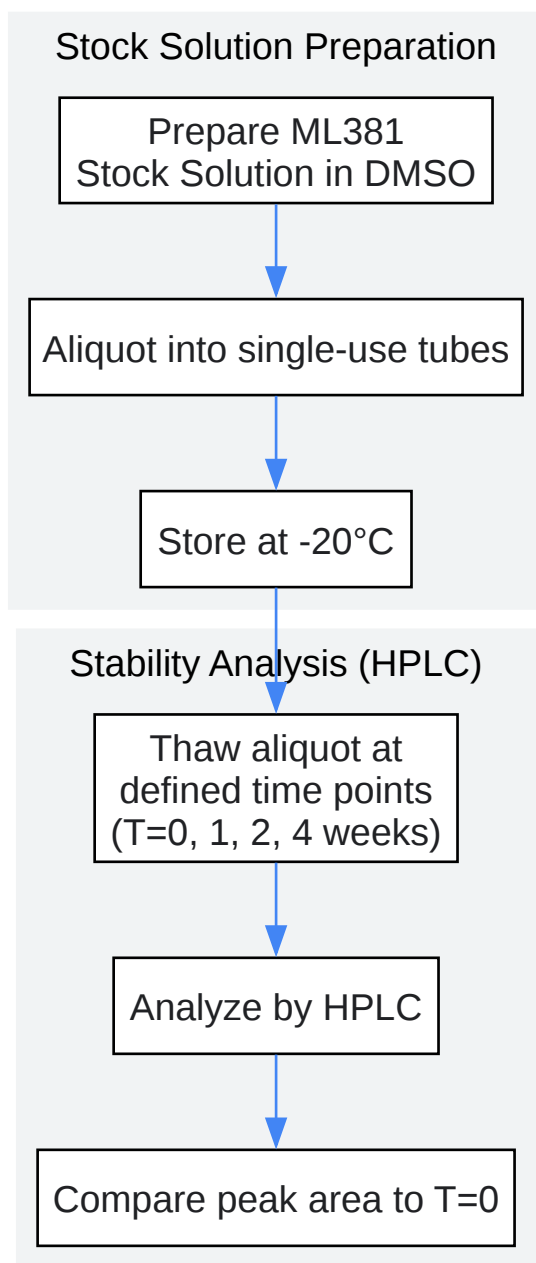 Stock Solution Preparation
Prepare ML381
Stock Solution in DMSO
Aliquot into single-use tubes
Store at -20°C
Stability Analysis (HPLC)
Thaw aliquot at
defined time points
(T=0, 1, 2, 4 weeks)
Analyze by HPLC
Compare peak area to T=0